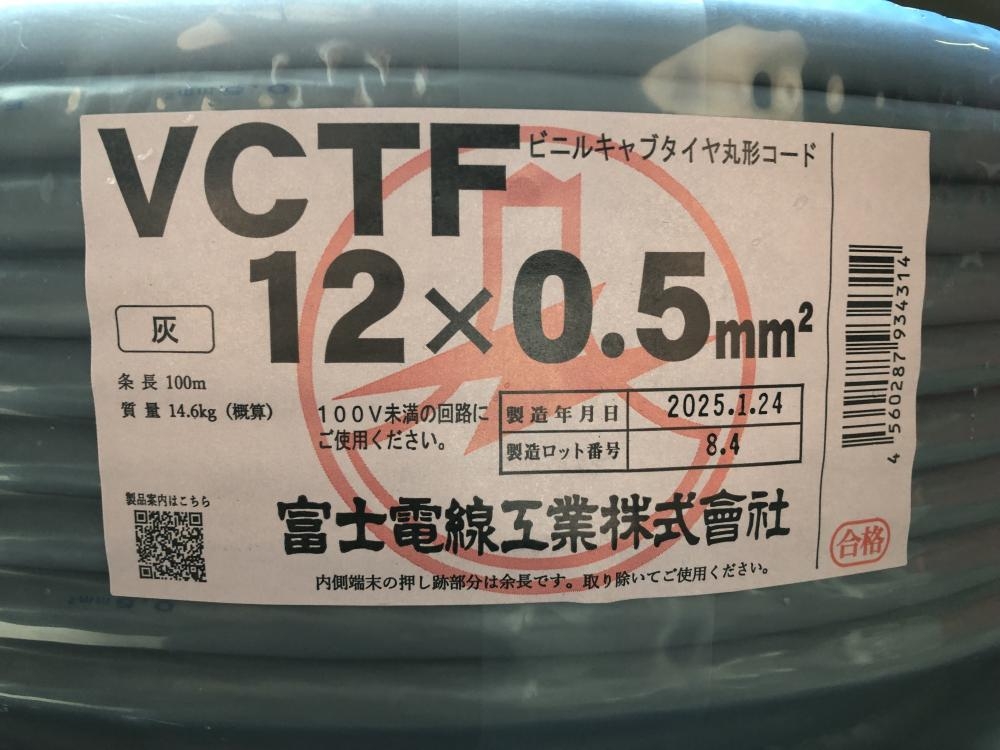 VCTF
ビニルキャブタイヤ丸形コード
12×0.5mm²
灰
条長 100m
質量 14.6kg (概算)
100V未満の回路に
ご使用ください。
製造年月日 2025.1.24
製造ロット番号 8.4
製品案内はこちら
富士電線工業株式會社
内側端末の押し跡部分は余長です。取り除いてご使用ください。
4560287934314
合格